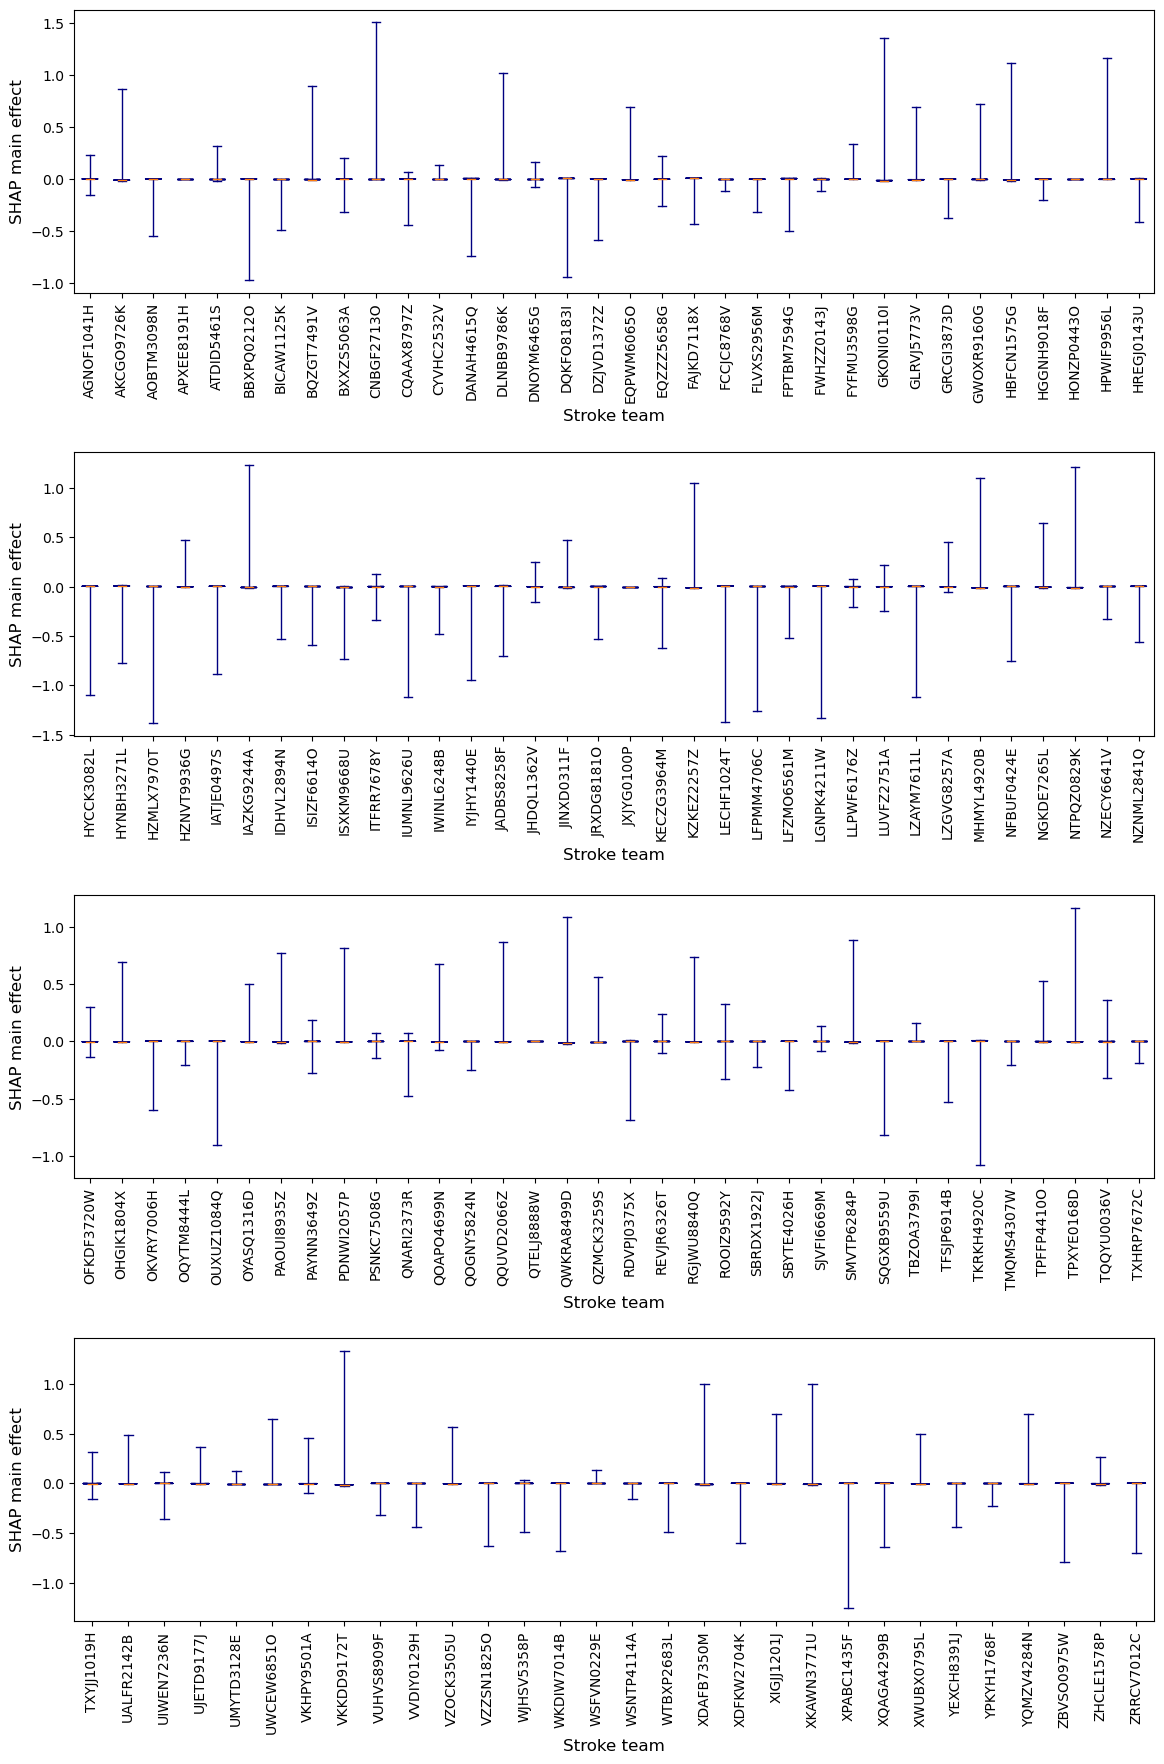 SHAP main effect
1.5
1.0
0.5
0.0
−0.5
−1.0
AGNOF1041H
AKCGO9726K
AOBTM3098N
APXEE8191H
ATDID5461S
BBXPQ0212O
BICAW1125K
BQZGT7491V
BXXZS5063A
CNBGF2713O
CQAAX8797Z
CYVHC2532V
DANAH4615Q
DLNBB9786K
DNOYM6465G
DQKFO8183I
DZJVD1372Z
EQPWM6065O
EQZZZ5658G
FAJKD7118X
FCCJC8768V
FLVXS2956M
FPTBM7594G
FWHZZ0143J
FYFMU3598G
GKONI0110I
GLRVJ5773V
GRCGI3873D
GWOXR9160G
HBFCN1575G
HGGNH9018F
HONZP0443O
HPWIF9956L
HREGJ0143U
Stroke team
SHAP main effect
1.0
0.5
0.0
−0.5
−1.0
−1.5
HYCCK3082L
HYNBH3271L
HZMLX7970T
HZNVT9936G
IATJE0497S
IAZKG9244A
IDHVL2894N
ISIZF6614O
ISXKM9668U
ITFRR7678Y
IUMNL9626U
IWINL6248B
IYJHY1440E
JADBS8258F
JHDQL1362V
JINXD0311F
JRXDG8181O
JXJYG0100P
KECZG3964M
KZKEZ2257Z
LECHF1024T
LFPMM4706C
LFZMO6561M
LGNPK4211W
LLPWF6176Z
LUVFZ2751A
LZAYM7611L
LZGVG8257A
MHMYL4920B
NFBUF0424E
NGKDE7265L
NTPQZ0829K
NZECY6641V
NZNML2841Q
Stroke team
SHAP main effect
1.0
0.5
0.0
−0.5
−1.0
OFKDF3720W
OHGIK1804X
OKVRY7006H
OQYTM8444L
OUXUZ1084Q
OYASQ1316D
PAOUI8935Z
PAYNN3649Z
PDNWI2057P
PSNKC7508G
QNARI2373R
QOAPO4699N
QOGNY5824N
QQUVD2066Z
QTELJ8888W
QWKRA8499D
QZMCK3259S
RDVPJ0375X
REVJR6326T
RGJWU8840Q
ROOIZ9592Y
SBRDX1922J
SBYTE4026H
SJVFI6669M
SMVTP6284P
SQGXB9559U
TBZOA3799I
TFSJP6914B
TKRKH4920C
TMQMS4307W
TPFFP4410O
TPXYE0168D
TQQYU0036V
TXHRP7672C
Stroke team
SHAP main effect
1.0
0.5
0.0
−0.5
−1.0
TXYJJ1019H
UALFR2142B
UIWEN7236N
UJETD9177J
UMYTD3128E
UWCEW6851O
VKHPY9501A
VKKDD9172T
VUHVS8909F
VVDIY0129H
VZOCK3505U
VZZSN1825O
WJHSV5358P
WKDIW7014B
WSFVN0229E
WSNTP4114A
WTBXP2683L
XDAFB7350M
XDFKW2704K
XIGJJ1201J
XKAWN3771U
XPABC1435F
XQAGA4299B
XWUBX0795L
YEXCH8391J
YPKYH1768F
YQMZV4284N
ZBVSO0975W
ZHCLE1578P
ZRRCV7012C
Stroke team